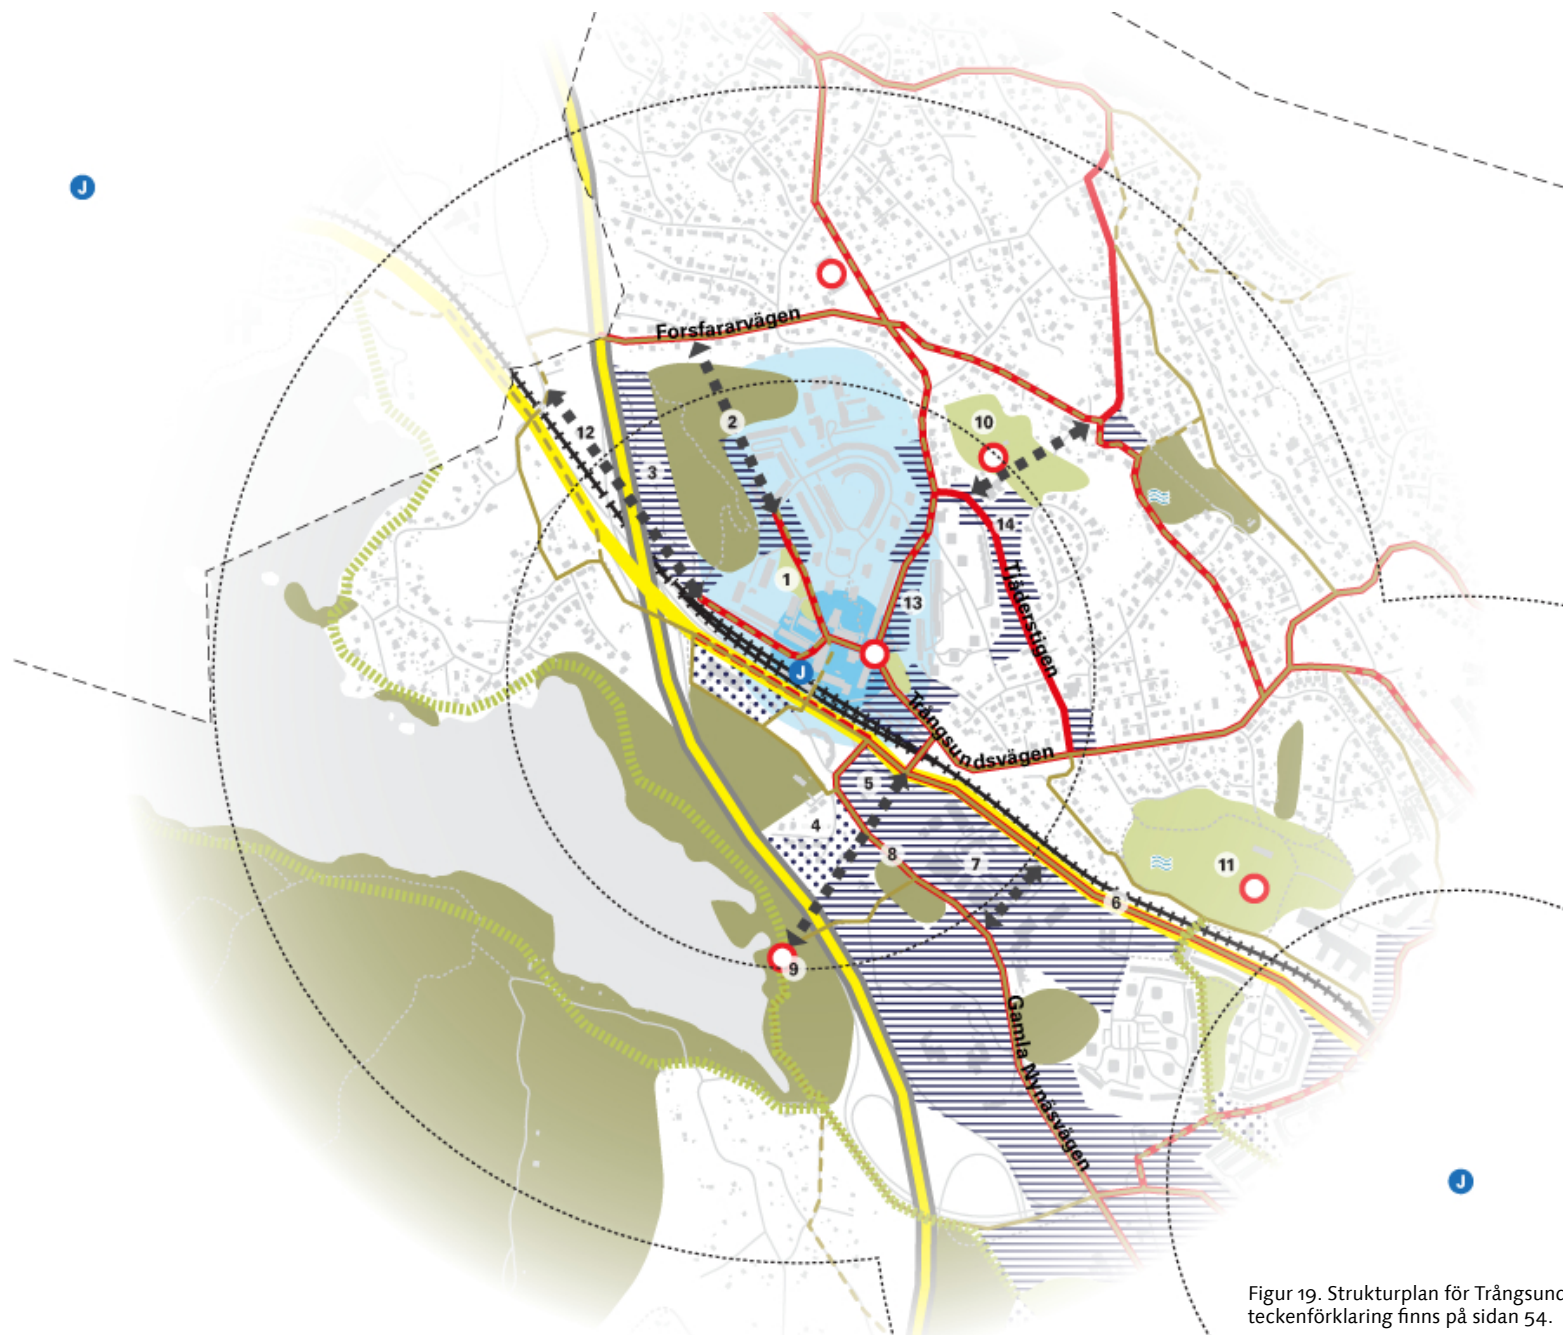 J
Forsfararvägen
10
2
12
3
14
Tjäderstigen
1
13
J
Trångsundsvägen
5
4
8
7
11
6
9
Gamla Nynäsvägen
J
Figur 19. Strukturplan för Trångsund
teckenförklaring finns på sidan 54.